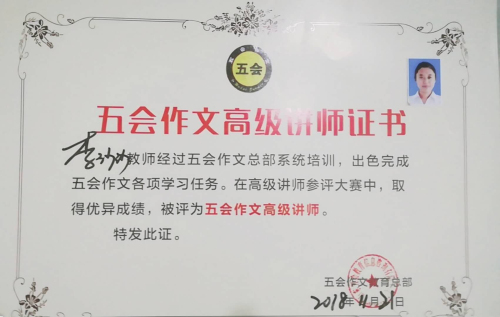 五会
五会作文高级讲师证书
李 教师经过五会作文总部系统培训，出色完成
五会作文各项学习任务。在高级讲师参评大赛中，取
得优异成绩，被评为五会作文高级讲师。
特发此证。
五会作文教育总部
2018年11月21日